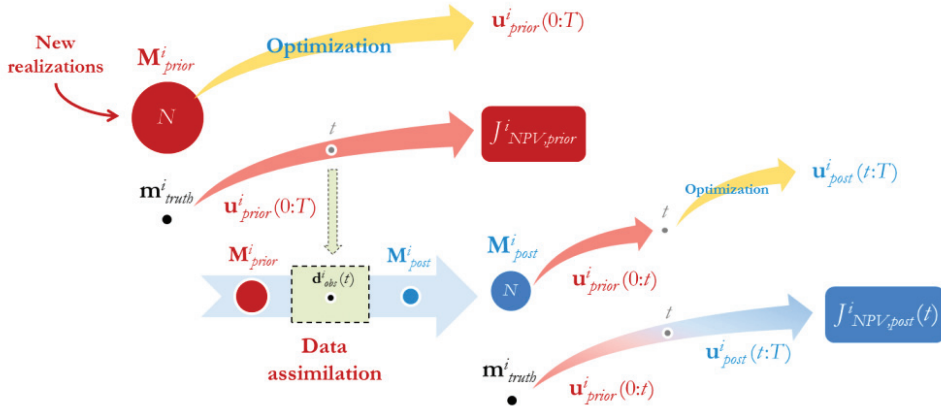 New
realizations
M^i_prior
N
Optimization
u^i_prior(0:T)
t
J^i_NPV,prior
m^i_truth
u^i_prior(0:T)
M^i_prior
d^i_obs(t)
M^i_post
Data
assimilation
M^i_post
N
u^i_prior(0:t)
t
Optimization
u^i_post(t:T)
m^i_truth
u^i_prior(0:t)
t
u^i_post(t:T)
J^i_NPV,post(t)